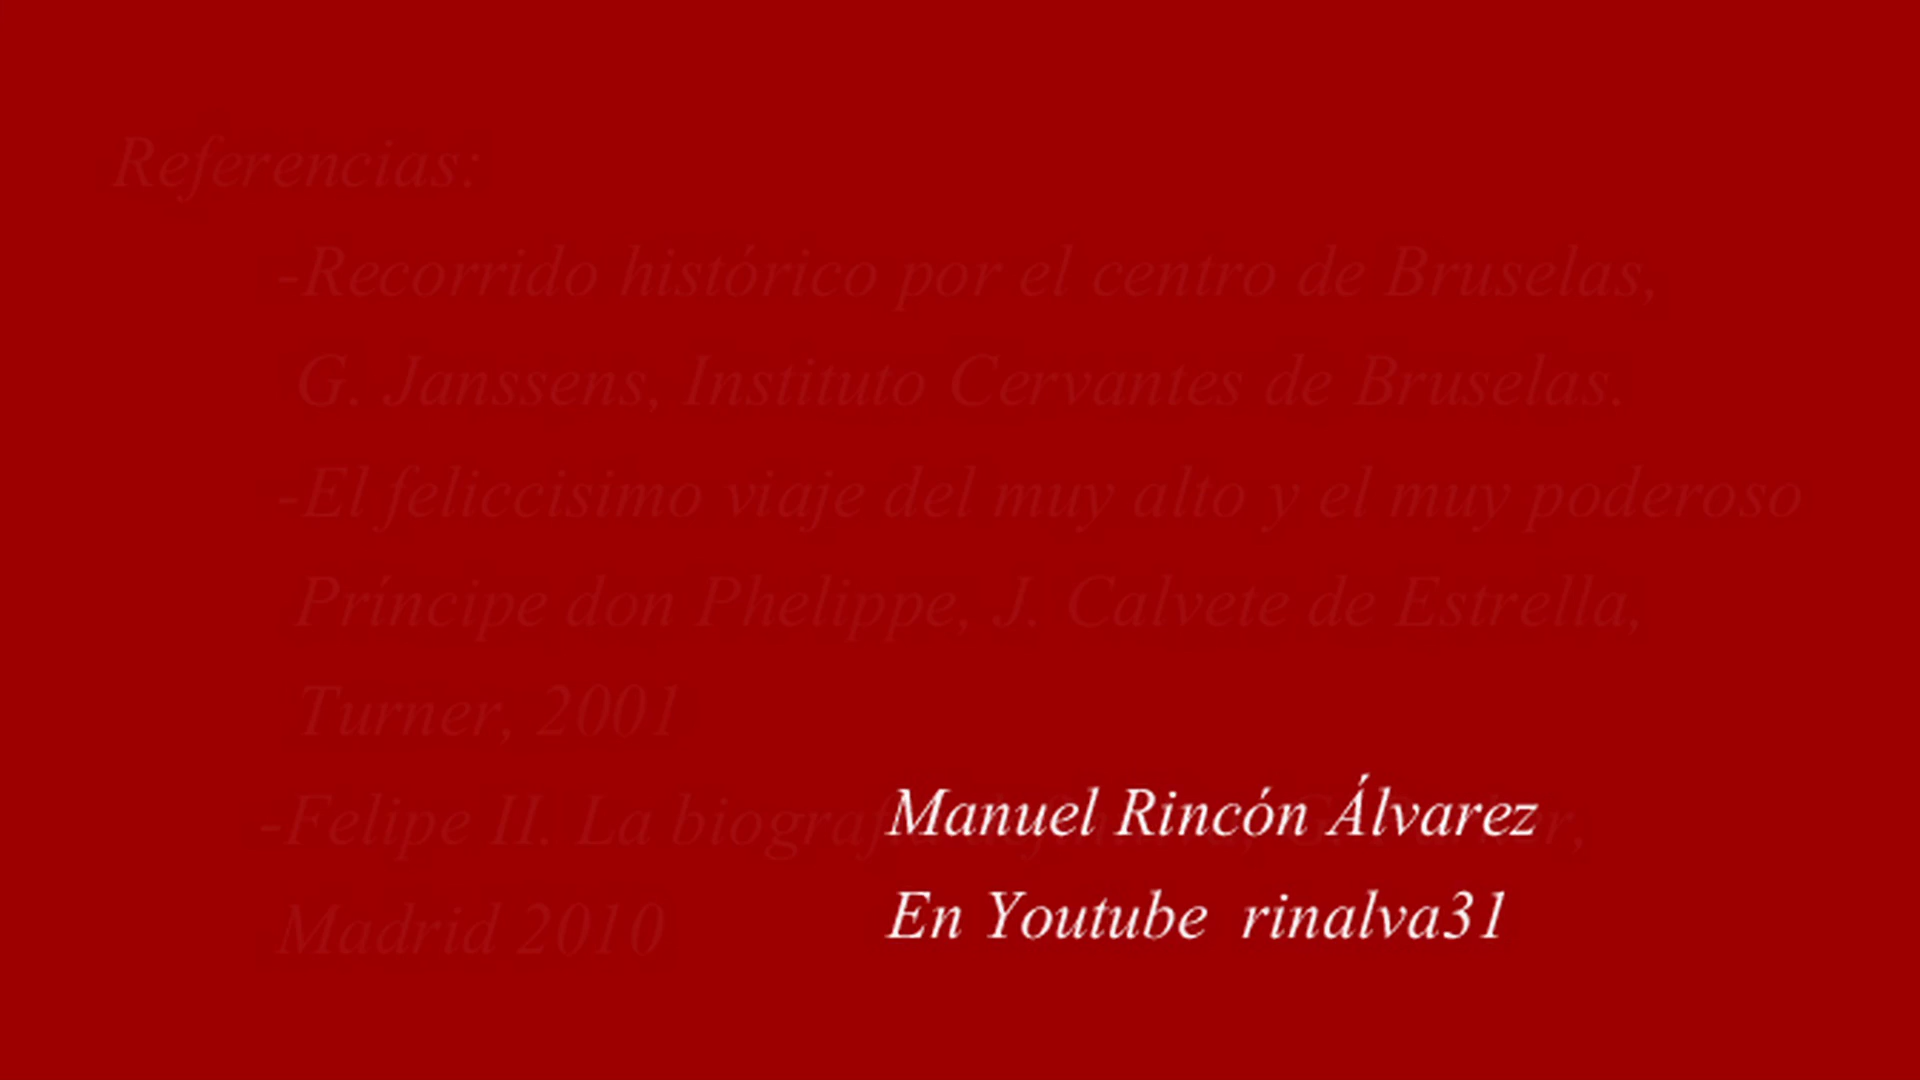 Referencias:
-Recorrido histórico por el centro de Bruselas,
G. Janssens, Instituto Cervantes de Bruselas.
-El feliccisimo viaje del muy alto y el muy poderoso
Príncipe don Phelippe, J. Calvete de Estrella,
Turner, 2001
-Felipe II. La
Madrid 2010
Manuel Rincón Álvarez
En Youtube rinalva31